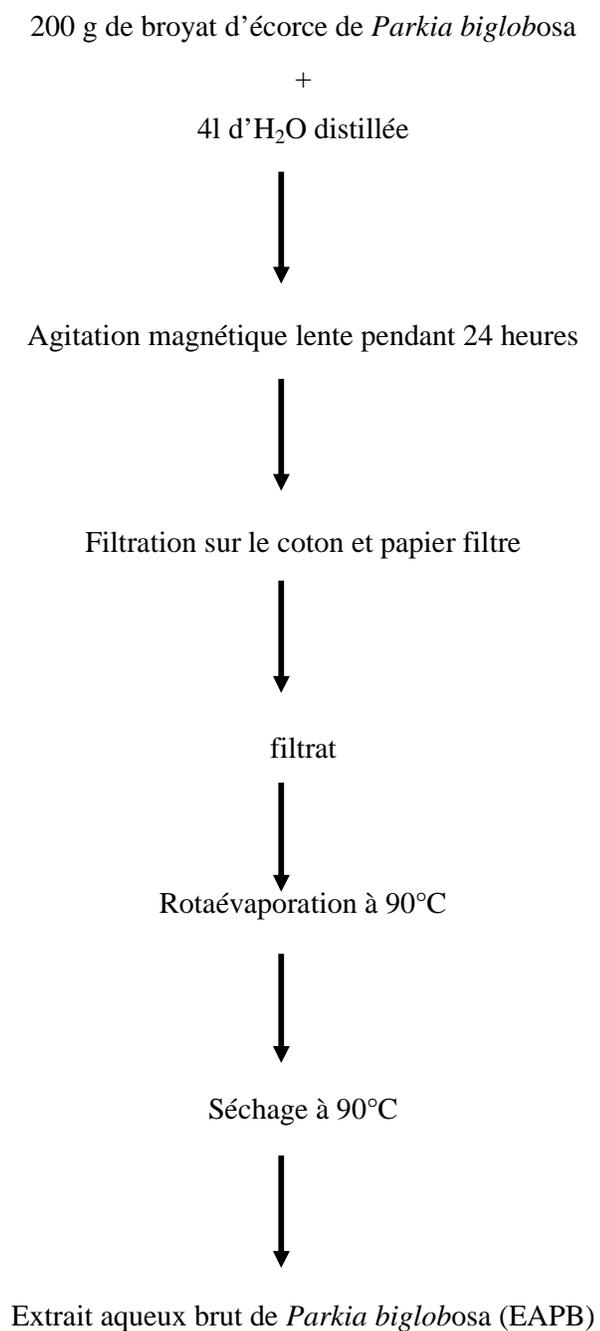 200 g de broyat d’écorce de Parkia biglobosa
+
4l d’H₂O distillée
Agitation magnétique lente pendant 24 heures
Filtration sur le coton et papier filtre
filtrat
Rotaévaporation à 90°C
Séchage à 90°C
Extrait aqueux brut de Parkia biglobosa (EAPB)